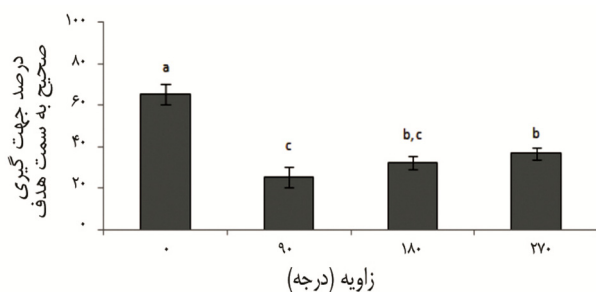 درصد جهت گیری
صحیح به سمت هدف
۱۰۰
۸۰
۶۰
۴۰
۲۰
۰
a
c
b,c
b
۰ ۹۰ ۱۸۰ ۲۷۰
زاویه (درجه)